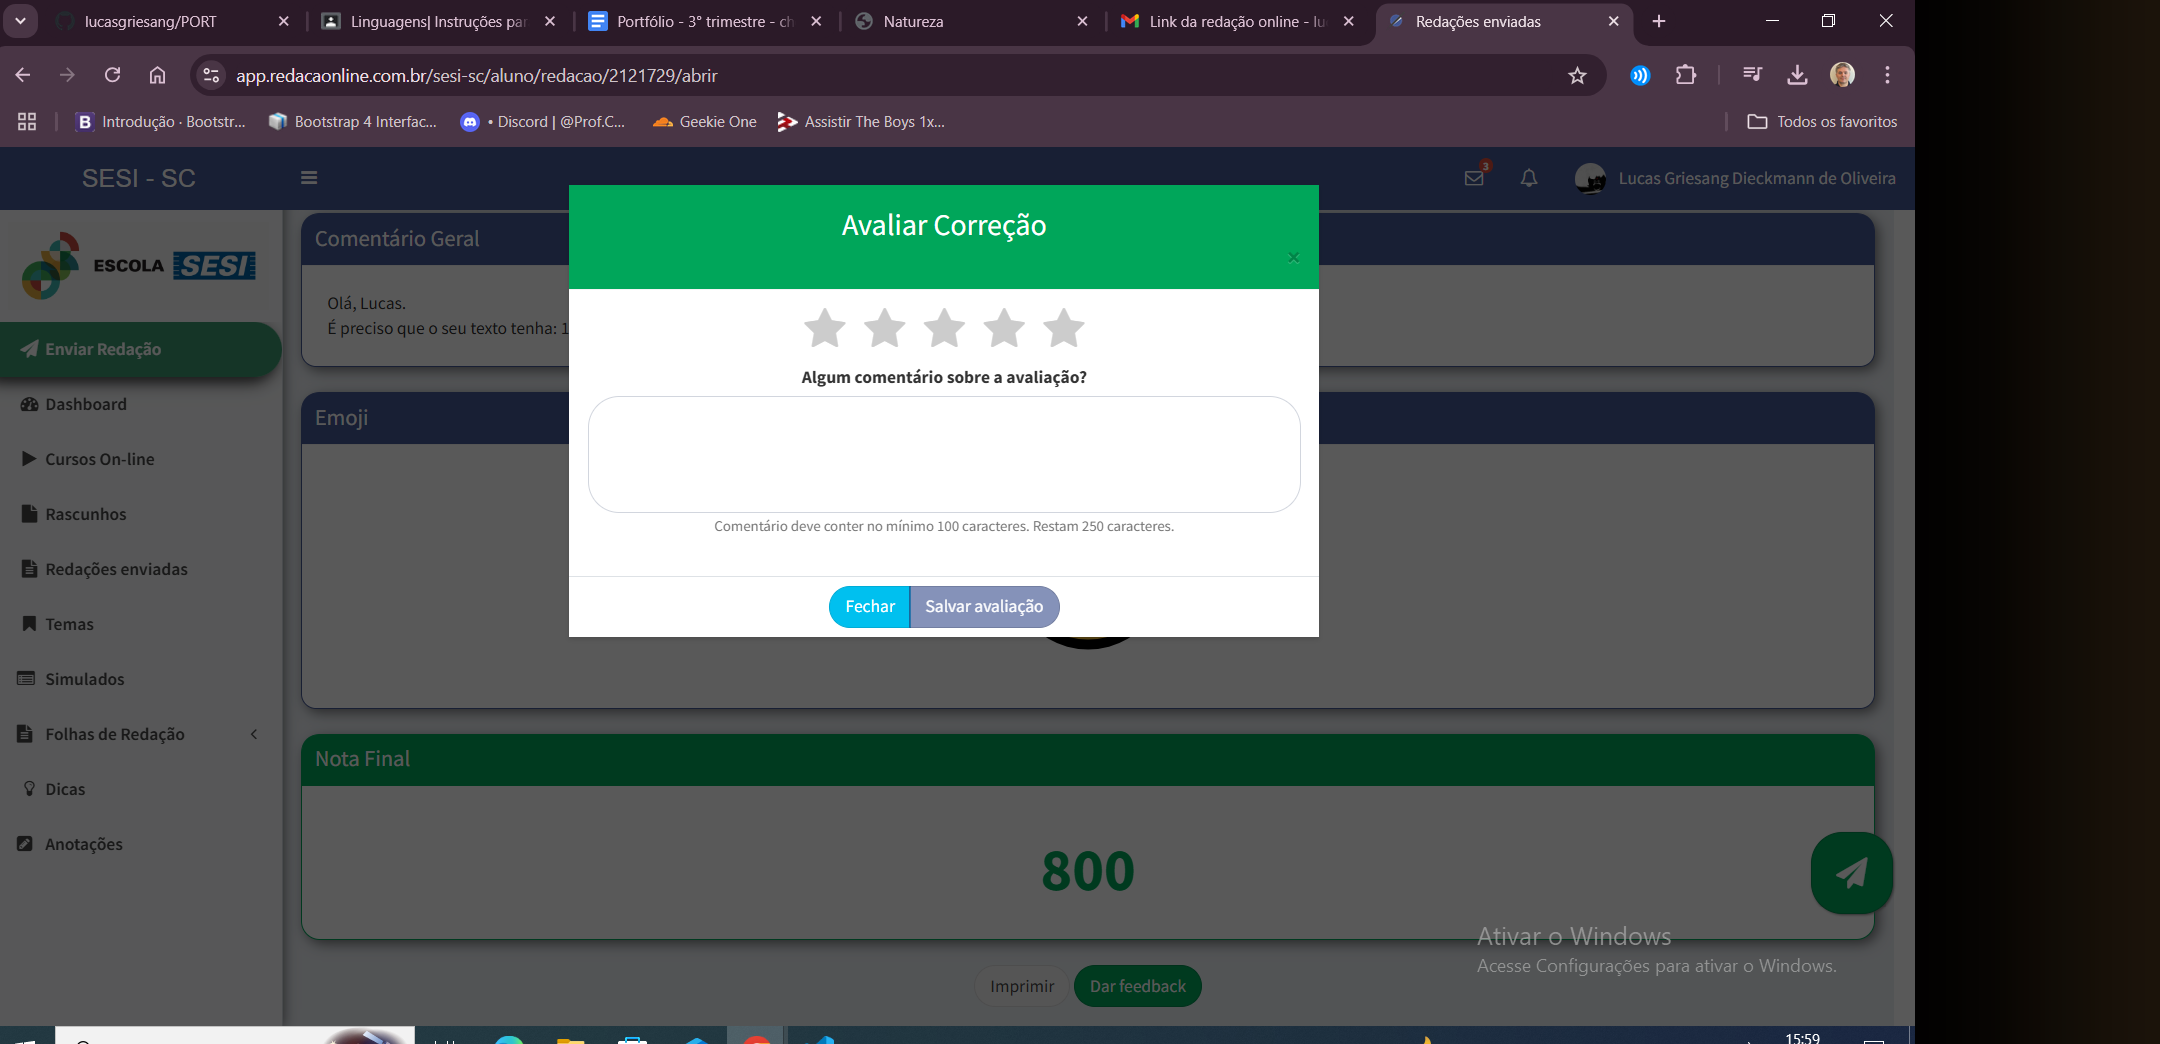 lucasgriesang/PORT
Linguagens| Instruções par
Portfólio - 3° trimestre - ch
Natureza
Link da redação online - lu
Redações enviadas
app.redacaonline.com.br/sesi-sc/aluno/redacao/2121729/abrir
B Introdução · Bootstr...
Bootstrap 4 Interfac...
• Discord | @Prof.C...
Geekie One
Assistir The Boys 1x...
Todos os favoritos
SESI - SC
3
Lucas Griesang Dieckmann de Oliveira
ESCOLA SESI
Enviar Redação
Dashboard
Cursos On-line
Rascunhos
Redações enviadas
Temas
Simulados
Folhas de Redação
Dicas
Anotações
Comentário Geral
Olá, Lucas.
É preciso que o seu texto tenha: 1
Emoji
Avaliar Correção
×
Algum comentário sobre a avaliação?
Comentário deve conter no mínimo 100 caracteres. Restam 250 caracteres.
Fechar
Salvar avaliação
Nota Final
800
Imprimir
Dar feedback
Ativar o Windows
Acesse Configurações para ativar o Windows.
15:59